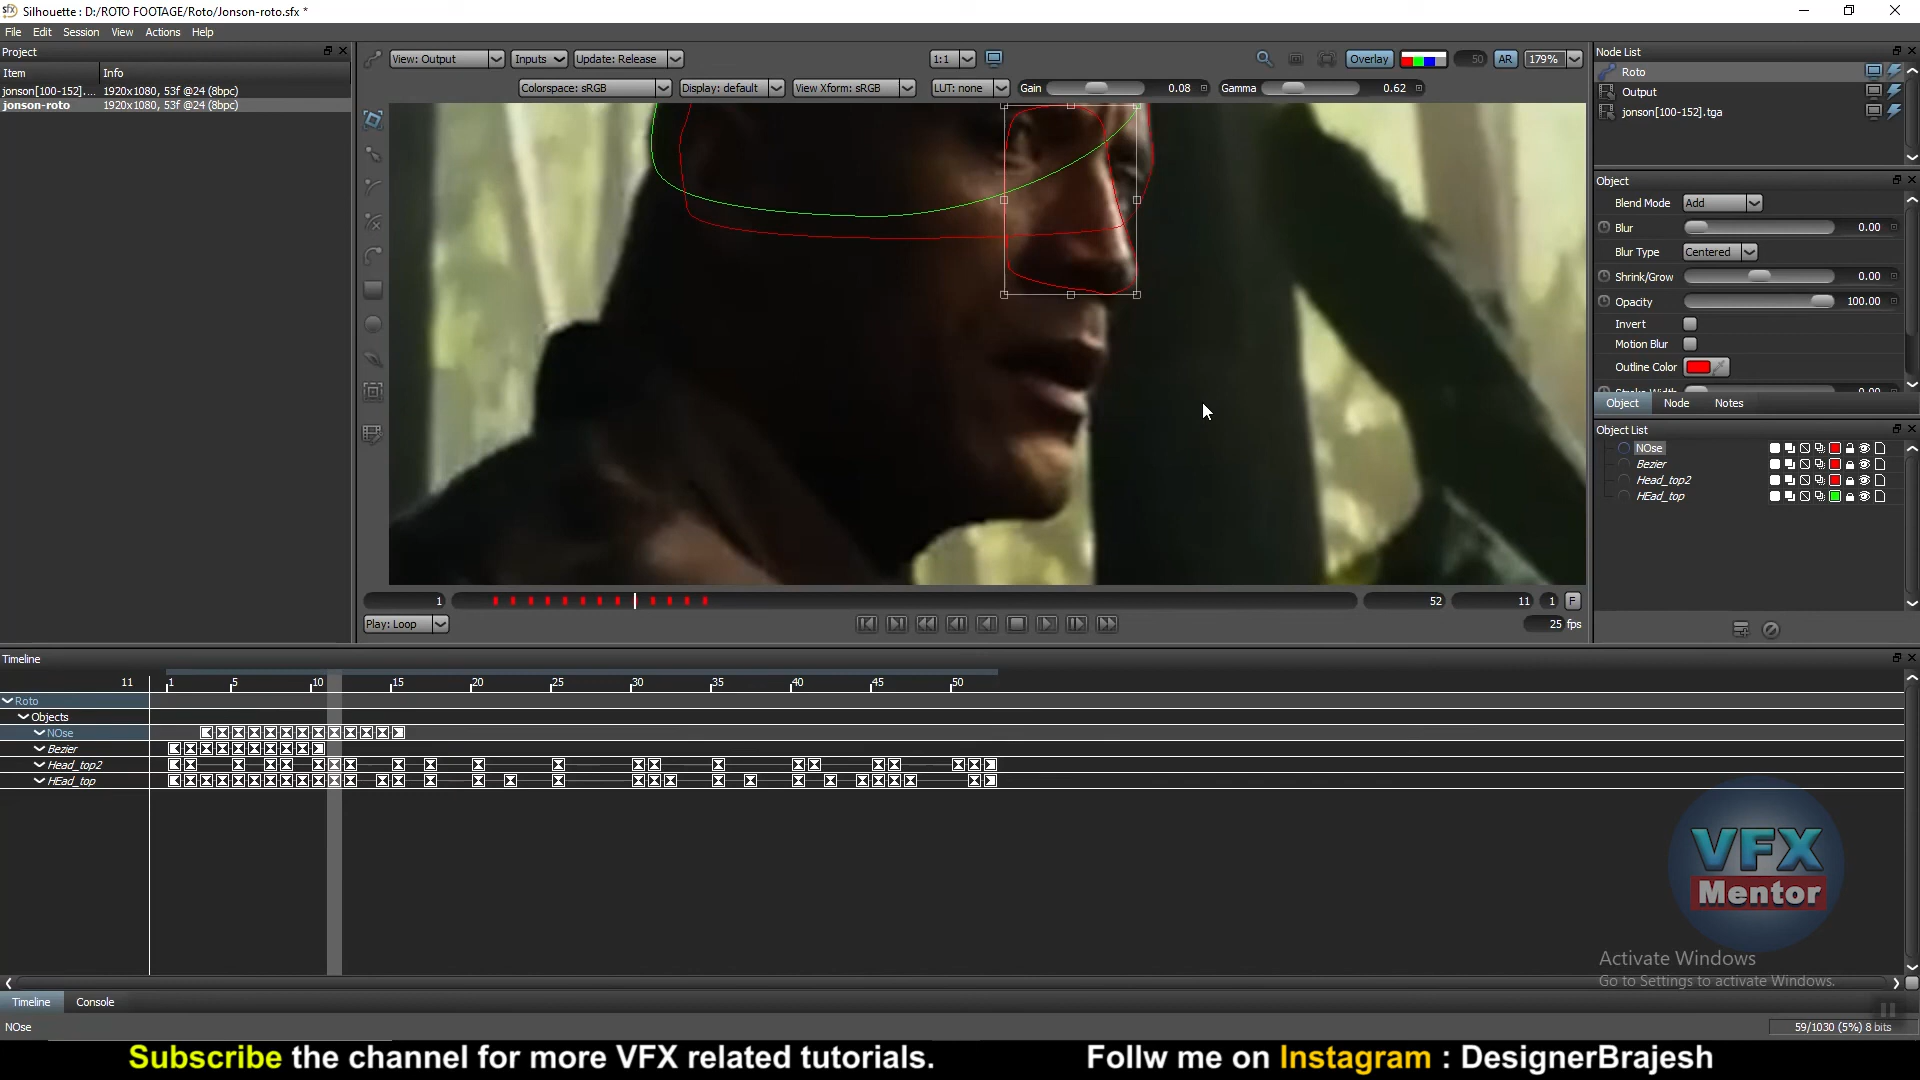 Silhouette : D:/ROTO FOOTAGE/Roto/Jonson-roto.sfx *
File Edit Session View Actions Help
Project
Item Info
jonson[100-152].... 1920x1080, 53f @24 (8bpc)
jonson-roto 1920x1080, 53f @24 (8bpc)
View: Output Inputs Update: Release 1:1 Overlay 50 AR 179%
Colorspace: sRGB Display: default View Xform: sRGB LUT: none Gain 0.08 Gamma 0.62
Node List
Roto
Output
jonson[100-152].tga
Object
Blend Mode Add
Blur 0.00
Blur Type Centered
Shrink/Grow 0.00
Opacity 100.00
Invert
Motion Blur
Outline Color
Object Node Notes
Object List
NOse
Bezier
Head_top2
HEad_top
1 52 11 1 F
Play: Loop 25 fps
Timeline
11 1 5 10 15 20 25 30 35 40 45 50
Roto
Objects
NOse
Bezier
Head_top2
HEad_top
VFX
Mentor
Activate Windows
Go to Settings to activate Windows.
Timeline Console
NOse 59/1030 (5%) 8 bits
Subscribe the channel for more VFX related tutorials. Follw me on Instagram : DesignerBrajesh